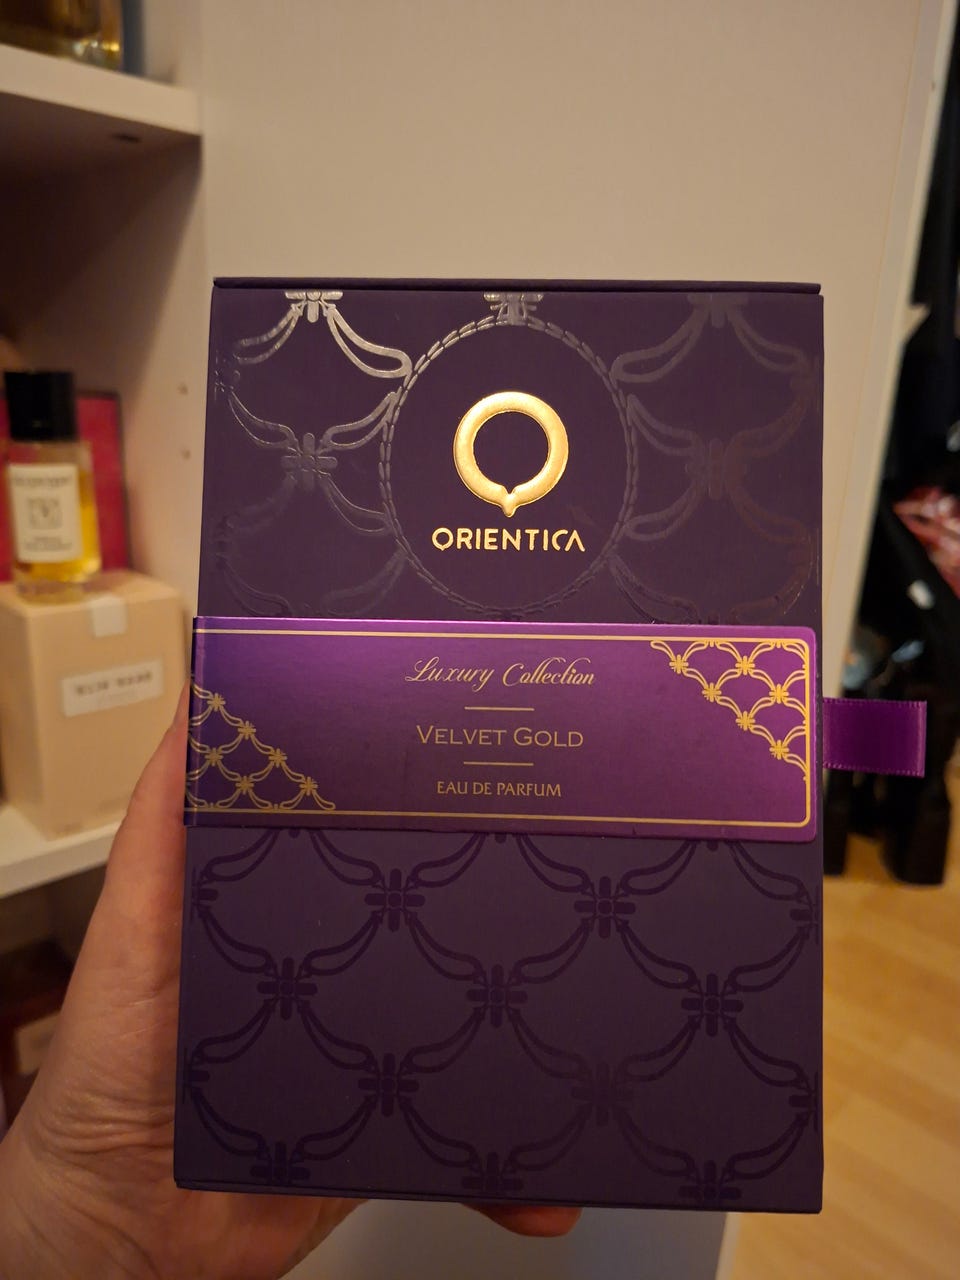 ORIENTICA
Luxury Collection
VELVET GOLD
EAU DE PARFUM